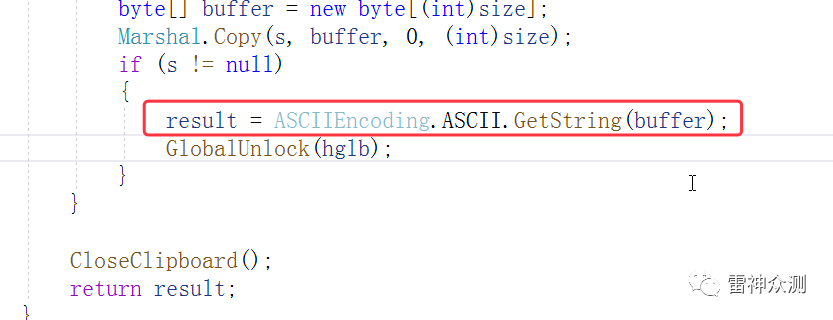 byte[] buffer = new byte[(int)size];
Marshal.Copy(s, buffer, 0, (int)size);
if (s != null)
{
result = ASCIIEncoding.ASCII.GetString(buffer);
GlobalUnlock(hglb);
}
}
CloseClipboard();
return result;
}
雷神众测